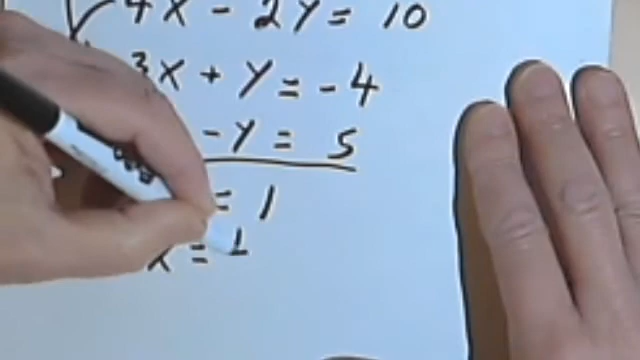 4x - 2y = 10
3x + y = -4
- y = 5
= 1
x = 1